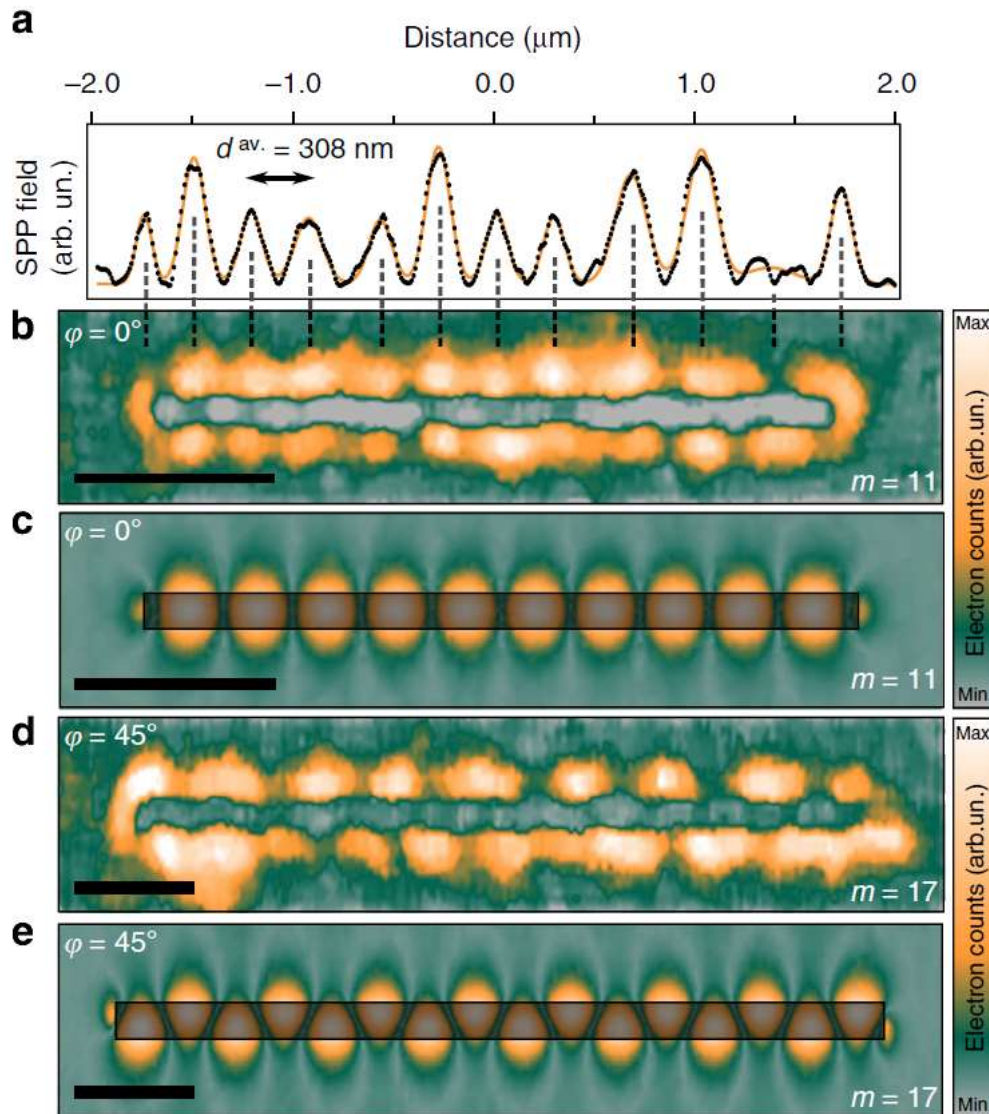 a
Distance (μm)
−2.0 −1.0 0.0 1.0 2.0
d av. = 308 nm
SPP field
(arb. un.)
b
φ = 0°
m = 11
Max
Electron counts (arb.un.)
Min
c
φ = 0°
m = 11
d
φ = 45°
m = 17
Max
Electron counts (arb.un.)
Min
e
φ = 45°
m = 17